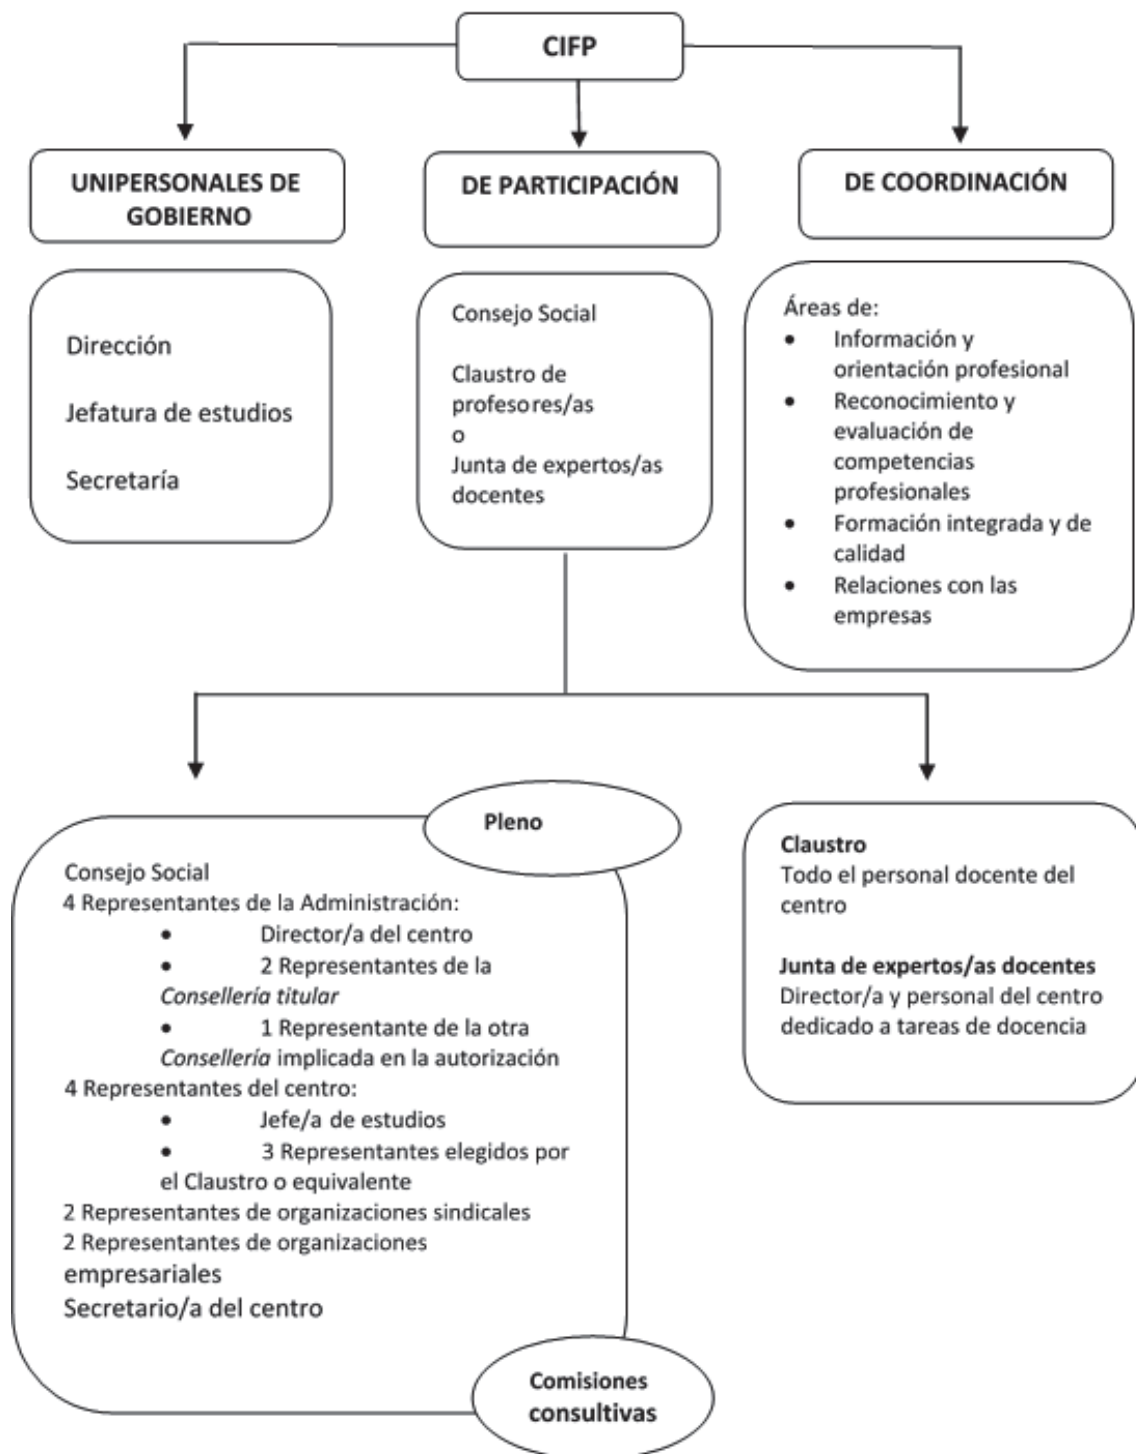 CIFP
UNIPERSONALES DE
GOBIERNO
DE PARTICIPACIÓN
DE COORDINACIÓN
Dirección
Jefatura de estudios
Secretaría
Consejo Social
Claustro de
profesores/as
o
Junta de expertos/as
docentes
Áreas de:
• Información y
orientación profesional
• Reconocimiento y
evaluación de
competencias
profesionales
• Formación integrada y de
calidad
• Relaciones con las
empresas
Pleno
Consejo Social
4 Representantes de la Administración:
• Director/a del centro
• 2 Representantes de la
Consellería titular
• 1 Representante de la otra
Consellería implicada en la autorización
4 Representantes del centro:
• Jefe/a de estudios
• 3 Representantes elegidos por
el Claustro o equivalente
2 Representantes de organizaciones sindicales
2 Representantes de organizaciones
empresariales
Secretario/a del centro
Comisiones
consultivas
Claustro
Todo el personal docente del
centro
Junta de expertos/as docentes
Director/a y personal del centro
dedicado a tareas de docencia